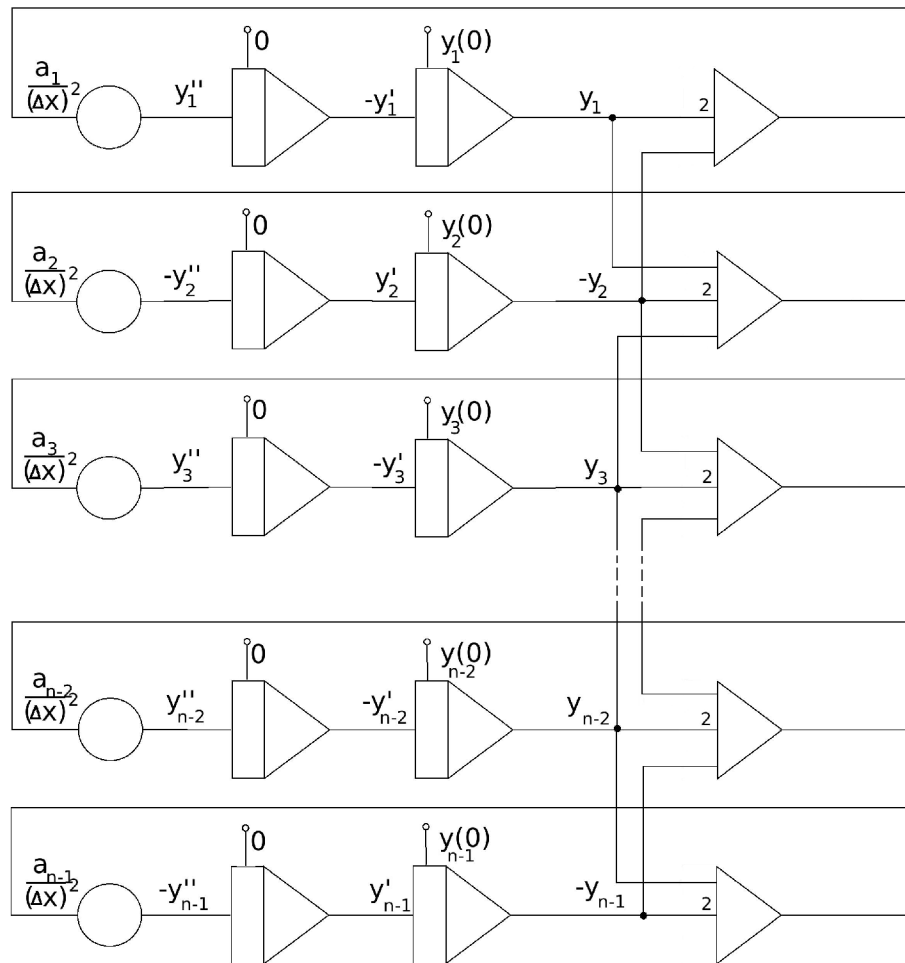 0 y₁(0)
a₁/(Δx)² y₁'' -y₁' y₁ 2
0 y₂(0)
a₂/(Δx)² -y₂'' y₂' -y₂ 2
0 y₃(0)
a₃/(Δx)² y₃'' -y₃' y₃ 2
0 yₙ₋₂(0)
aₙ₋₂/(Δx)² yₙ₋₂'' -yₙ₋₂' yₙ₋₂ 2
0 yₙ₋₁(0)
aₙ₋₁/(Δx)² -yₙ₋₁'' yₙ₋₁' -yₙ₋₁ 2